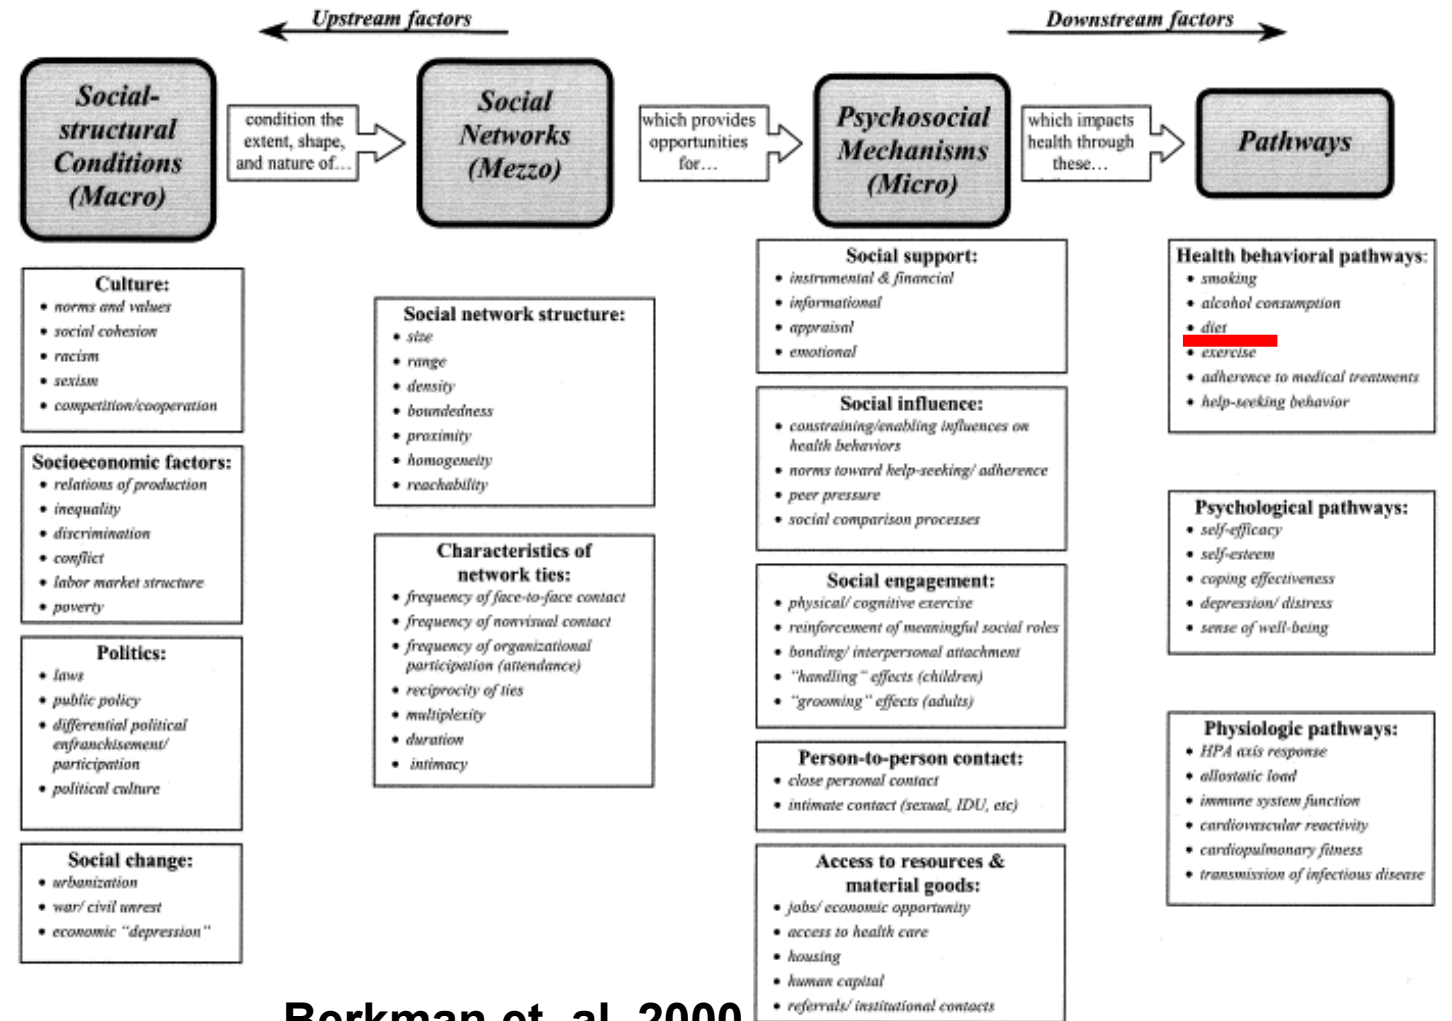 Upstream factors
Downstream factors
Social-
structural
Conditions
(Macro)
condition the
extent, shape,
and nature of...
Social
Networks
(Mezzo)
which provides
opportunities
for...
Psychosocial
Mechanisms
(Micro)
which impacts
health through
these...
Pathways
Culture:
• norms and values
• social cohesion
• racism
• sexism
• competition/cooperation
Socioeconomic factors:
• relations of production
• inequality
• discrimination
• conflict
• labor market structure
• poverty
Politics:
• laws
• public policy
• differential political
enfranchisement/
participation
• political culture
Social change:
• urbanization
• war/ civil unrest
• economic "depression"
Social network structure:
• size
• range
• density
• boundedness
• proximity
• homogeneity
• reachability
Characteristics of
network ties:
• frequency of face-to-face contact
• frequency of nonvisual contact
• frequency of organizational
participation (attendance)
• reciprocity of ties
• multiplexity
• duration
• intimacy
Social support:
• instrumental & financial
• informational
• appraisal
• emotional
Social influence:
• constraining/enabling influences on
health behaviors
• norms toward help-seeking/ adherence
• peer pressure
• social comparison processes
Social engagement:
• physical/ cognitive exercise
• reinforcement of meaningful social roles
• bonding/ interpersonal attachment
• "handling" effects (children)
• "grooming" effects (adults)
Person-to-person contact:
• close personal contact
• intimate contact (sexual, IDU, etc)
Access to resources &
material goods:
• jobs/ economic opportunity
• access to health care
• housing
• human capital
• referrals/ institutional contacts
Health behavioral pathways:
• smoking
• alcohol consumption
• diet
• exercise
• adherence to medical treatments
• help-seeking behavior
Psychological pathways:
• self-efficacy
• self-esteem
• coping effectiveness
• depression/ distress
• sense of well-being
Physiologic pathways:
• HPA axis response
• allostatic load
• immune system function
• cardiovascular reactivity
• cardiopulmonary fitness
• transmission of infectious disease
Berkman et. al. 2000